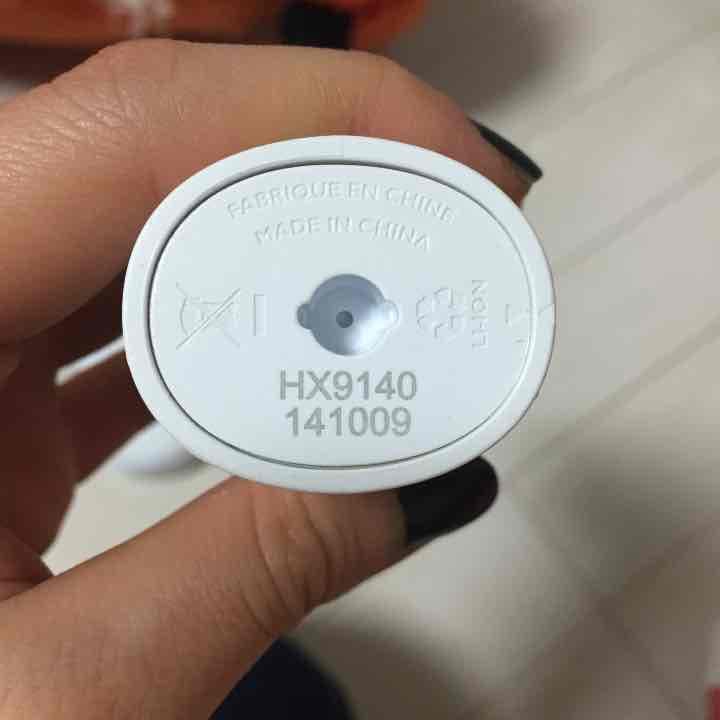 FABRIQUE EN CHINE
MADE IN CHINA
LI-ION
HX9140
141009